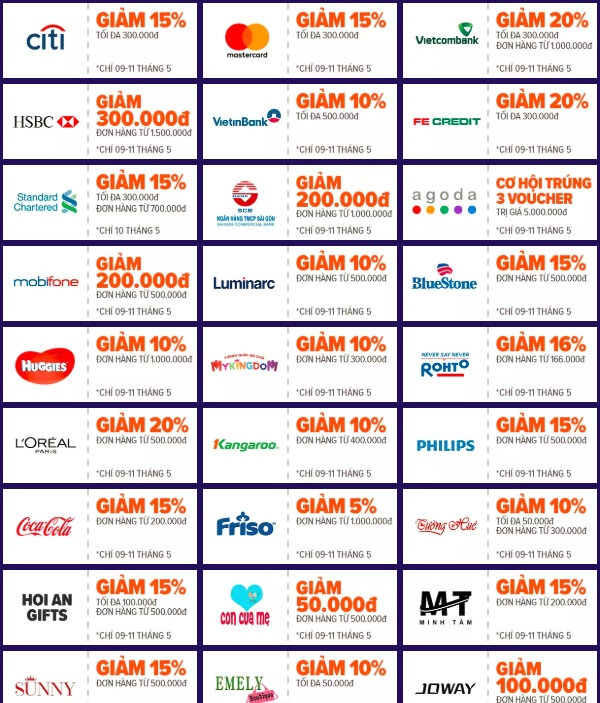 citi
GIẢM 15%
TỐI ĐA 300.000đ
*CHỈ 09-11 THÁNG 5
mastercard
GIẢM 15%
TỐI ĐA 300.000đ
*CHỈ 09-11 THÁNG 5
Vietcombank
GIẢM 20%
TỐI ĐA 300.000đ
ĐƠN HÀNG TỪ 1.000.000đ
*CHỈ 09-11 THÁNG 5
HSBC
GIẢM
300.000đ
ĐƠN HÀNG TỪ 1.500.000đ
*CHỈ 09-11 THÁNG 5
VietinBank
GIẢM 10%
TỐI ĐA 500.000đ
*CHỈ 09-11 THÁNG 5
FE CREDIT
GIẢM 20%
TỐI ĐA 300.000đ
*CHỈ 09-11 THÁNG 5
Standard
Chartered
GIẢM 15%
TỐI ĐA 300.000đ
ĐƠN HÀNG TỪ 700.000đ
*CHỈ 10 THÁNG 5
SCB
NGÂN HÀNG TMCP SÀI GÒN
SAIGON COMMERCIAL BANK
GIẢM
200.000đ
ĐƠN HÀNG TỪ 1.000.000đ
*CHỈ 09-11 THÁNG 5
agoda
CƠ HỘI TRÚNG
3 VOUCHER
TRỊ GIÁ 5.000.000đ
*CHỈ 09-11 THÁNG 5
mobifone
GIẢM
200.000đ
ĐƠN HÀNG TỪ 500.000đ
*CHỈ 09-11 THÁNG 5
Luminarc
GIẢM 10%
ĐƠN HÀNG TỪ 500.000đ
*CHỈ 09-11 THÁNG 5
BLUESTONE
GIẢM 15%
ĐƠN HÀNG TỪ 500.000đ
*CHỈ 09-11 THÁNG 5
HUGGIES
GIẢM 10%
ĐƠN HÀNG TỪ 1.000.000đ
*CHỈ 09-11 THÁNG 5
MYKINGDOM
GIẢM 10%
ĐƠN HÀNG TỪ 300.000đ
*CHỈ 09-11 THÁNG 5
NEVER SAY NEVER
ROHTO
GIẢM 16%
ĐƠN HÀNG TỪ 166.000đ
*CHỈ 09-11 THÁNG 5
L'ORÉAL
PARIS
GIẢM 20%
ĐƠN HÀNG TỪ 500.000đ
*CHỈ 09-11 THÁNG 5
Kangaroo
GIẢM 10%
ĐƠN HÀNG TỪ 400.000đ
*CHỈ 09-11 THÁNG 5
PHILIPS
GIẢM 15%
ĐƠN HÀNG TỪ 500.000đ
*CHỈ 09-11 THÁNG 5
Coca-Cola
GIẢM 15%
ĐƠN HÀNG TỪ 200.000đ
*CHỈ 09-11 THÁNG 5
Friso
GIẢM 5%
ĐƠN HÀNG TỪ 1.000.000đ
*CHỈ 09-11 THÁNG 5
Tường Huê
GIẢM 10%
TỐI ĐA 50.000đ
ĐƠN HÀNG TỪ 300.000đ
*CHỈ 09-11 THÁNG 5
HOI AN
GIFTS
GIẢM 15%
TỐI ĐA 100.000đ
ĐƠN HÀNG TỪ 500.000đ
*CHỈ 09-11 THÁNG 5
con của mẹ
GIẢM
50.000đ
ĐƠN HÀNG TỪ 500.000đ
*CHỈ 09-11 THÁNG 5
MT
MINH TÂM
GIẢM 15%
ĐƠN HÀNG TỪ 200.000đ
*CHỈ 09-11 THÁNG 5
SUNNY
GIẢM 15%
ĐƠN HÀNG TỪ 500.000đ
EMELY
Boutique
GIẢM 10%
TỐI ĐA 50.000đ
JOWAY
GIẢM
100.000đ
ĐƠN HÀNG TỪ 500.000đ